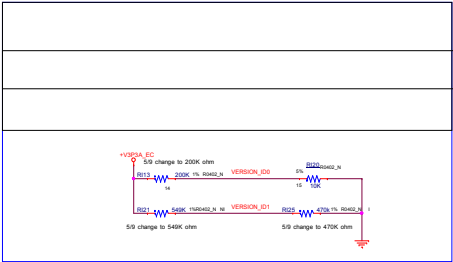 +V3P3A_EC
5/9 change to 200K ohm
RI13 200K 1% R0402_N VERSION_ID0 5% RI20 R0402_N
14 15 10K
RI21 549K 1%R0402_N NI VERSION_ID1 RI25 470k 1% R0402_N I
5/9 change to 549K ohm 5/9 change to 470K ohm